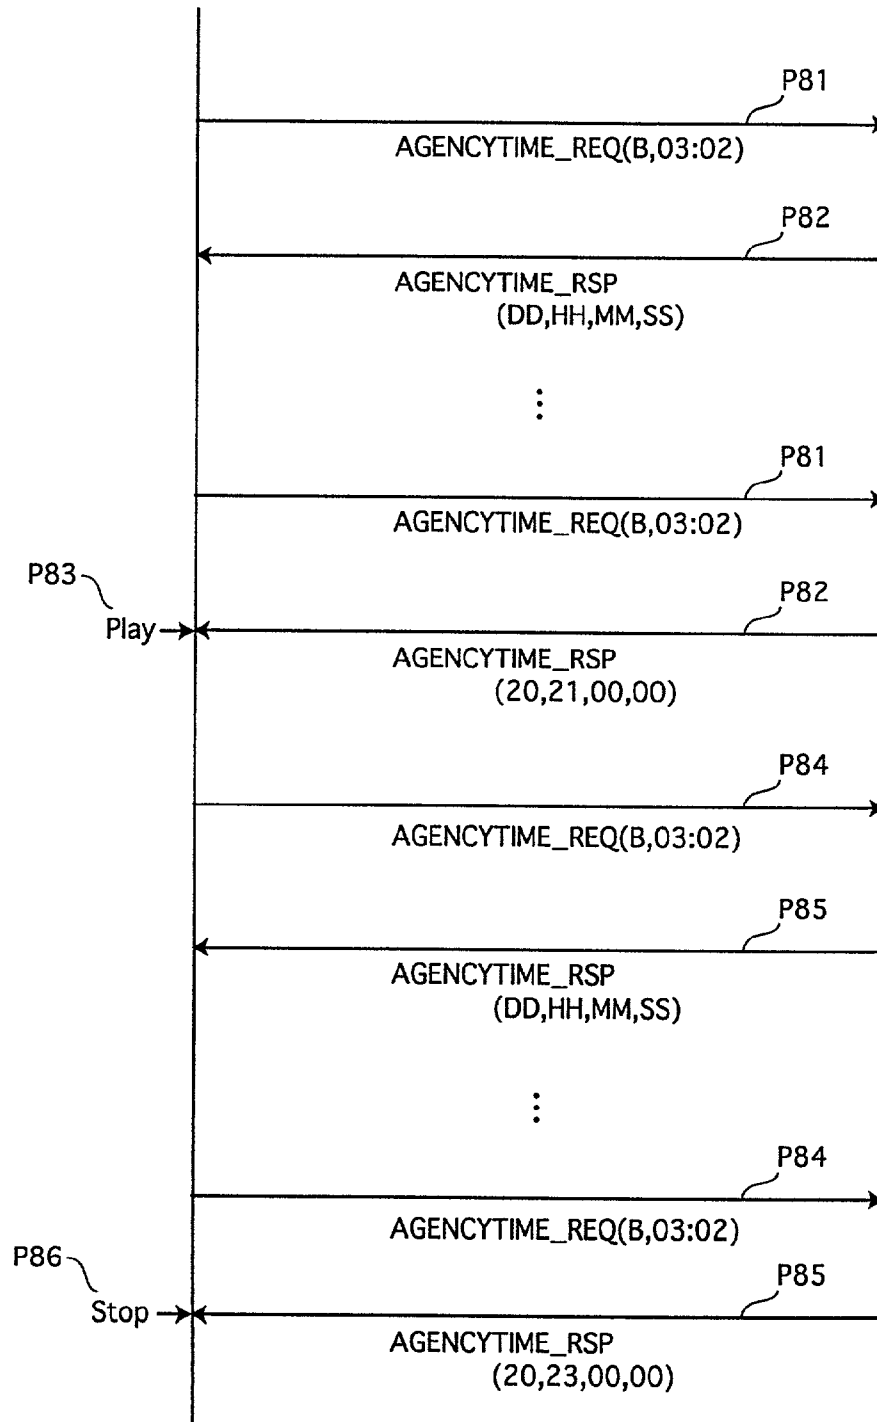 P81
AGENCYTIME_REQ(B,03:02)
P82
AGENCYTIME_RSP
(DD,HH,MM,SS)
P81
AGENCYTIME_REQ(B,03:02)
P83
P82
Play
AGENCYTIME_RSP
(20,21,00,00)
P84
AGENCYTIME_REQ(B,03:02)
P85
AGENCYTIME_RSP
(DD,HH,MM,SS)
P84
AGENCYTIME_REQ(B,03:02)
P86
P85
Stop
AGENCYTIME_RSP
(20,23,00,00)